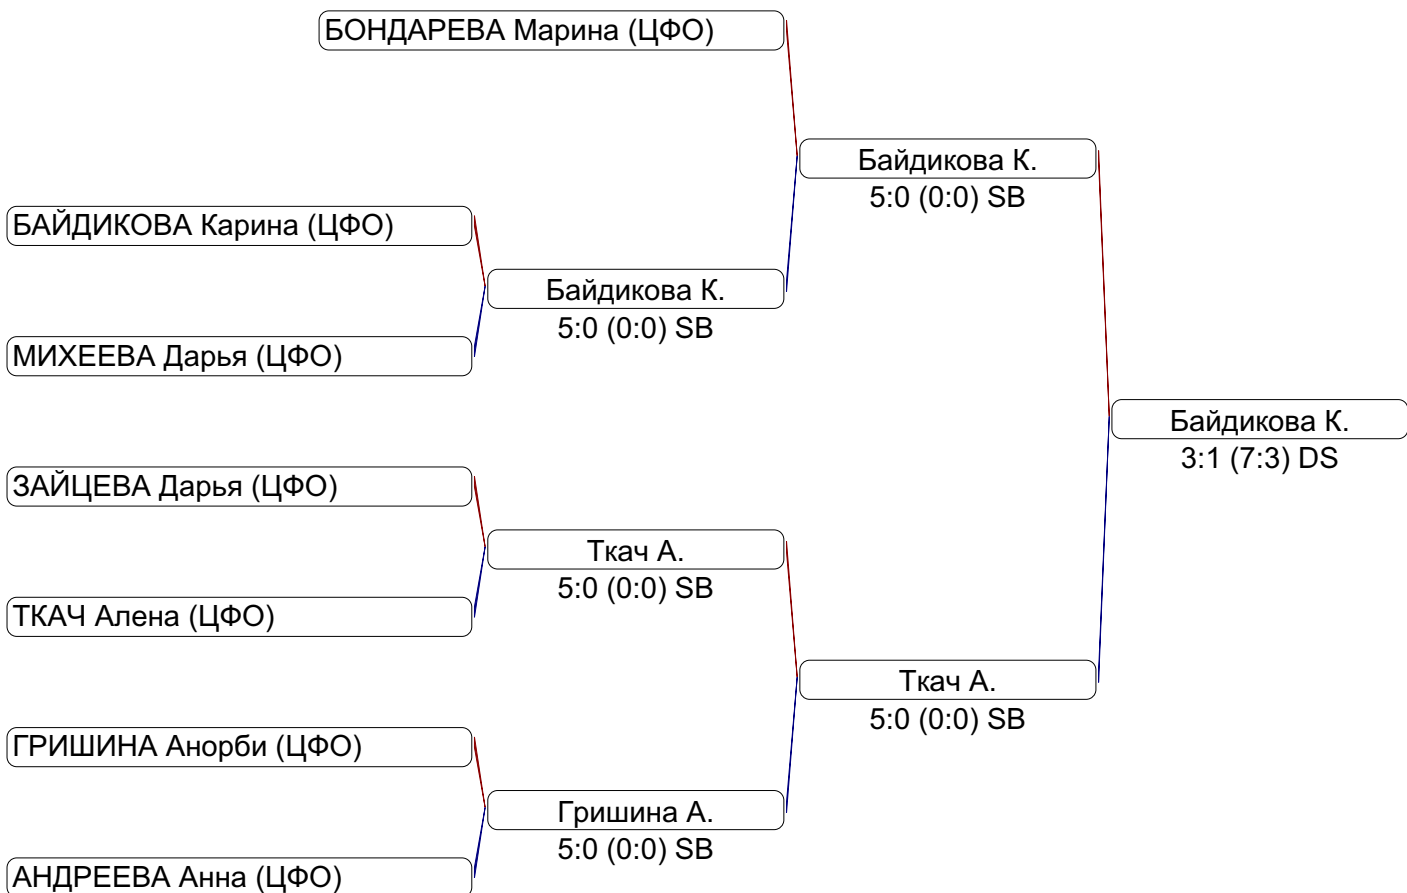 БОНДАРЕВА Марина (ЦФО)
Байдикова К.
5:0 (0:0) SB
БАЙДИКОВА Карина (ЦФО)
Байдикова К.
5:0 (0:0) SB
МИХЕЕВА Дарья (ЦФО)
Байдикова К.
3:1 (7:3) DS
ЗАЙЦЕВА Дарья (ЦФО)
Ткач А.
5:0 (0:0) SB
ТКАЧ Алена (ЦФО)
Ткач А.
5:0 (0:0) SB
ГРИШИНА Анорби (ЦФО)
Гришина А.
5:0 (0:0) SB
АНДРЕЕВА Анна (ЦФО)